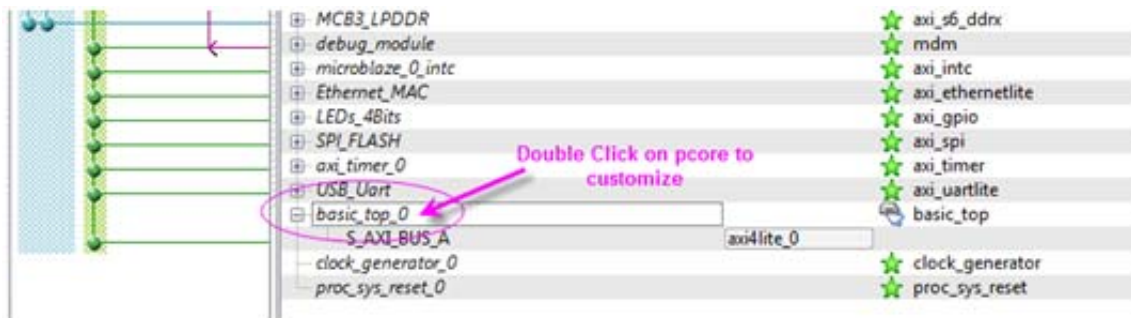 MCB3_LPDDR axi_s6_ddrx
debug_module mdm
microblaze_0_intc axi_intc
Ethernet_MAC axi_ethernetlite
LEDs_4Bits axi_gpio
SPI_FLASH axi_spi
Double Click on pcore to
customize
axi_timer_0 axi_timer
USB_Uart axi_uartlite
basic_top_0 basic_top
S_AXI_BUS_A axi4lite_0
clock_generator_0 clock_generator
proc_sys_reset_0 proc_sys_reset